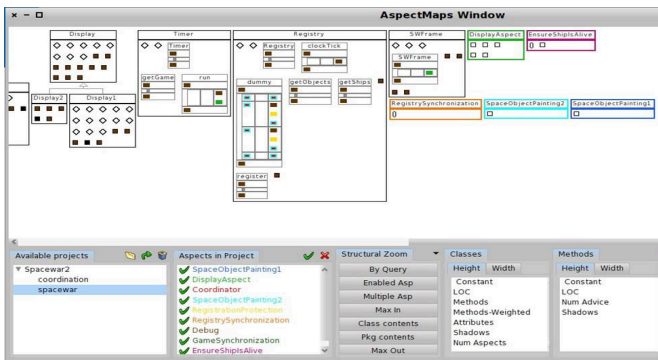 AspectMaps Window
Display
Timer
Registry
SWFrame
DisplayAspect
EnsureShipIsAlive
Timer
Registry
clockTick
SWFrame
getGame
run
dummy
getObjects
getShips
Display2
Display1
RegistrySynchronization
SpaceObjectPainting2
SpaceObjectPainting1
{}
register
Available projects
Aspects in Project
Structural Zoom
Classes
Methods
Spacewar2
coordination
spacewar
SpaceObjectPainting1
DisplayAspect
Coordinator
SpaceObjectPainting2
RegistrationProtection
RegistrySynchronization
Debug
GameSynchronization
EnsureShipIsAlive
By Query
Enabled Asp
Multiple Asp
Max In
Class contents
Pkg contents
Max Out
Height Width
Constant
LOC
Methods
Methods-Weighted
Attributes
Shadows
Num Aspects
Height Width
Constant
LOC
Num Advice
Shadows